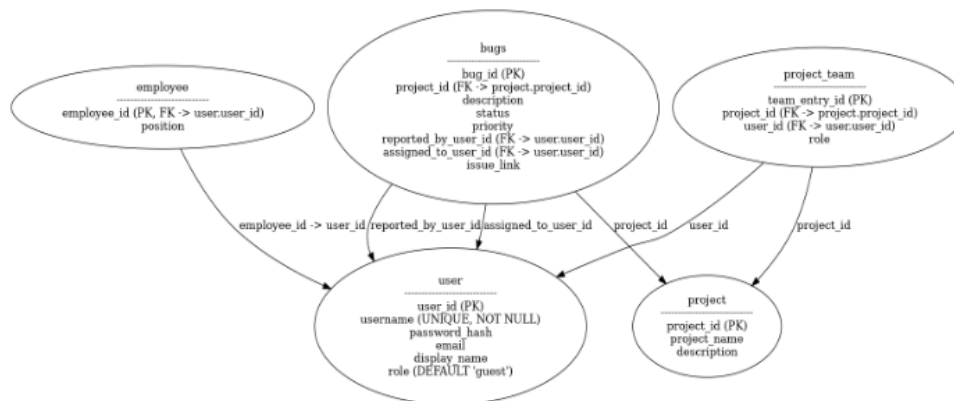 employee
------------------------------
employee_id (PK, FK -> user.user_id)
position
bugs
------------------------------
bug_id (PK)
project_id (FK -> project.project_id)
description
status
priority
reported_by_user_id (FK -> user.user_id)
assigned_to_user_id (FK -> user.user_id)
issue_link
project_team
------------------------------
team_entry_id (PK)
project_id (FK -> project.project_id)
user_id (FK -> user.user_id)
role
employee_id -> user_id
reported_by_user_id
assigned_to_user_id
project_id
user_id
project_id
user
------------------------------
user_id (PK)
username (UNIQUE, NOT NULL)
password_hash
email
display_name
role (DEFAULT 'guest')
project
------------------------------
project_id (PK)
project_name
description